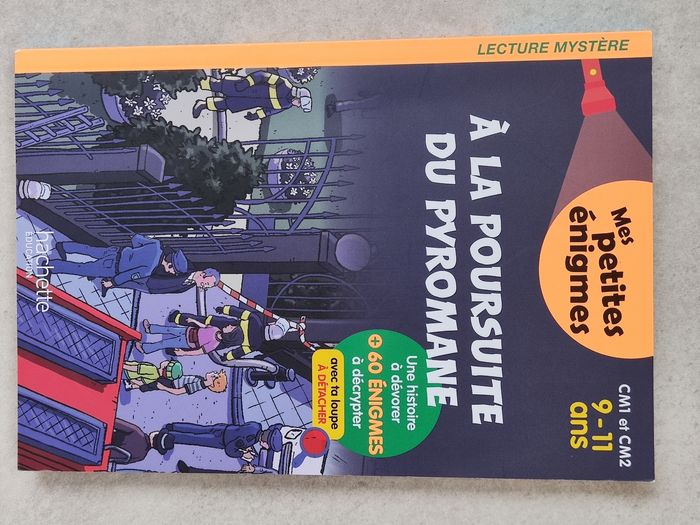 LECTURE MYSTÈRE
Mes
petites
énigmes
CM1 et CM2
9-11
ans
À LA POURSUITE
DU PYROMANE
Une histoire
à dévorer
+ 60 ÉNIGMES
à décrypter
avec ta loupe
À DÉTACHER
hachette
ÉDUCATION